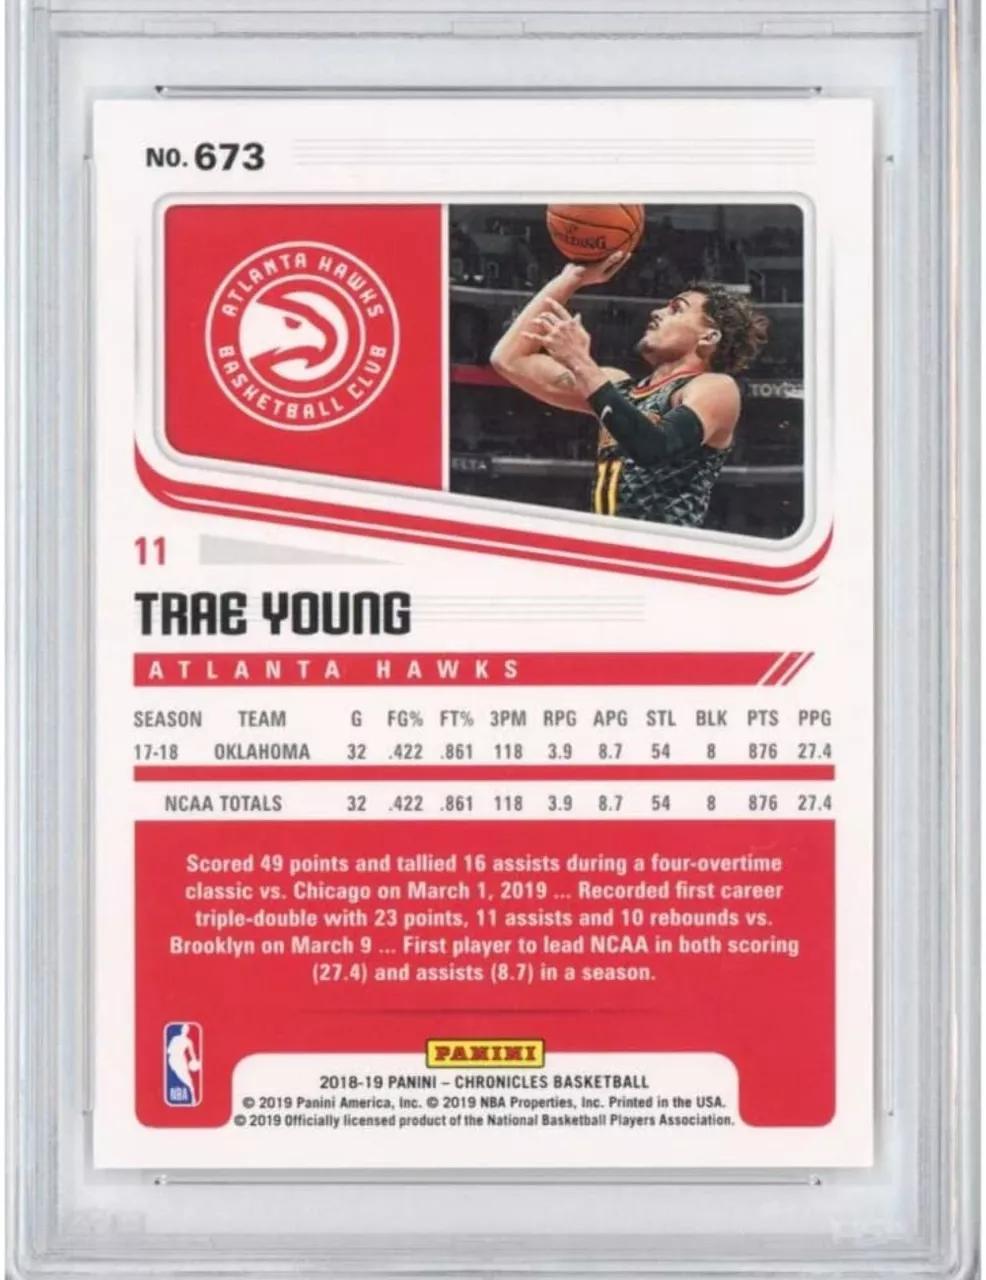 NO. 673
ATLANTA HAWKS
BASKETBALL CLUB
SPALDING
TOYO
DELTA
11
11
TRAE YOUNG
ATLANTA HAWKS
SEASON TEAM G FG% FT% 3PM RPG APG STL BLK PTS PPG
17-18 OKLAHOMA 32 .422 .861 118 3.9 8.7 54 8 876 27.4
NCAA TOTALS 32 .422 .861 118 3.9 8.7 54 8 876 27.4
Scored 49 points and tallied 16 assists during a four-overtime
classic vs. Chicago on March 1, 2019 ... Recorded first career
triple-double with 23 points, 11 assists and 10 rebounds vs.
Brooklyn on March 9 ... First player to lead NCAA in both scoring
(27.4) and assists (8.7) in a season.
PANINI
NBA
2018-19 PANINI – CHRONICLES BASKETBALL
© 2019 Panini America, Inc. © 2019 NBA Properties, Inc. Printed in the USA.
© 2019 Officially licensed product of the National Basketball Players Association.